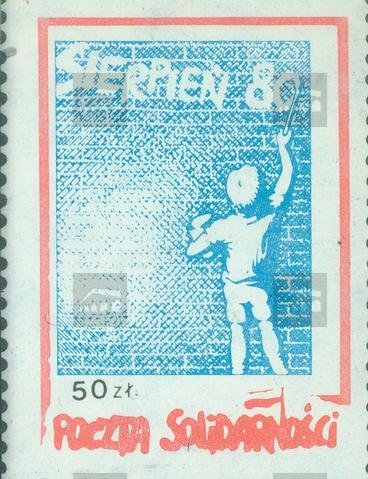 SIERPIEŃ 80
50 zł.
POCZTA SOLIDARNOŚCI